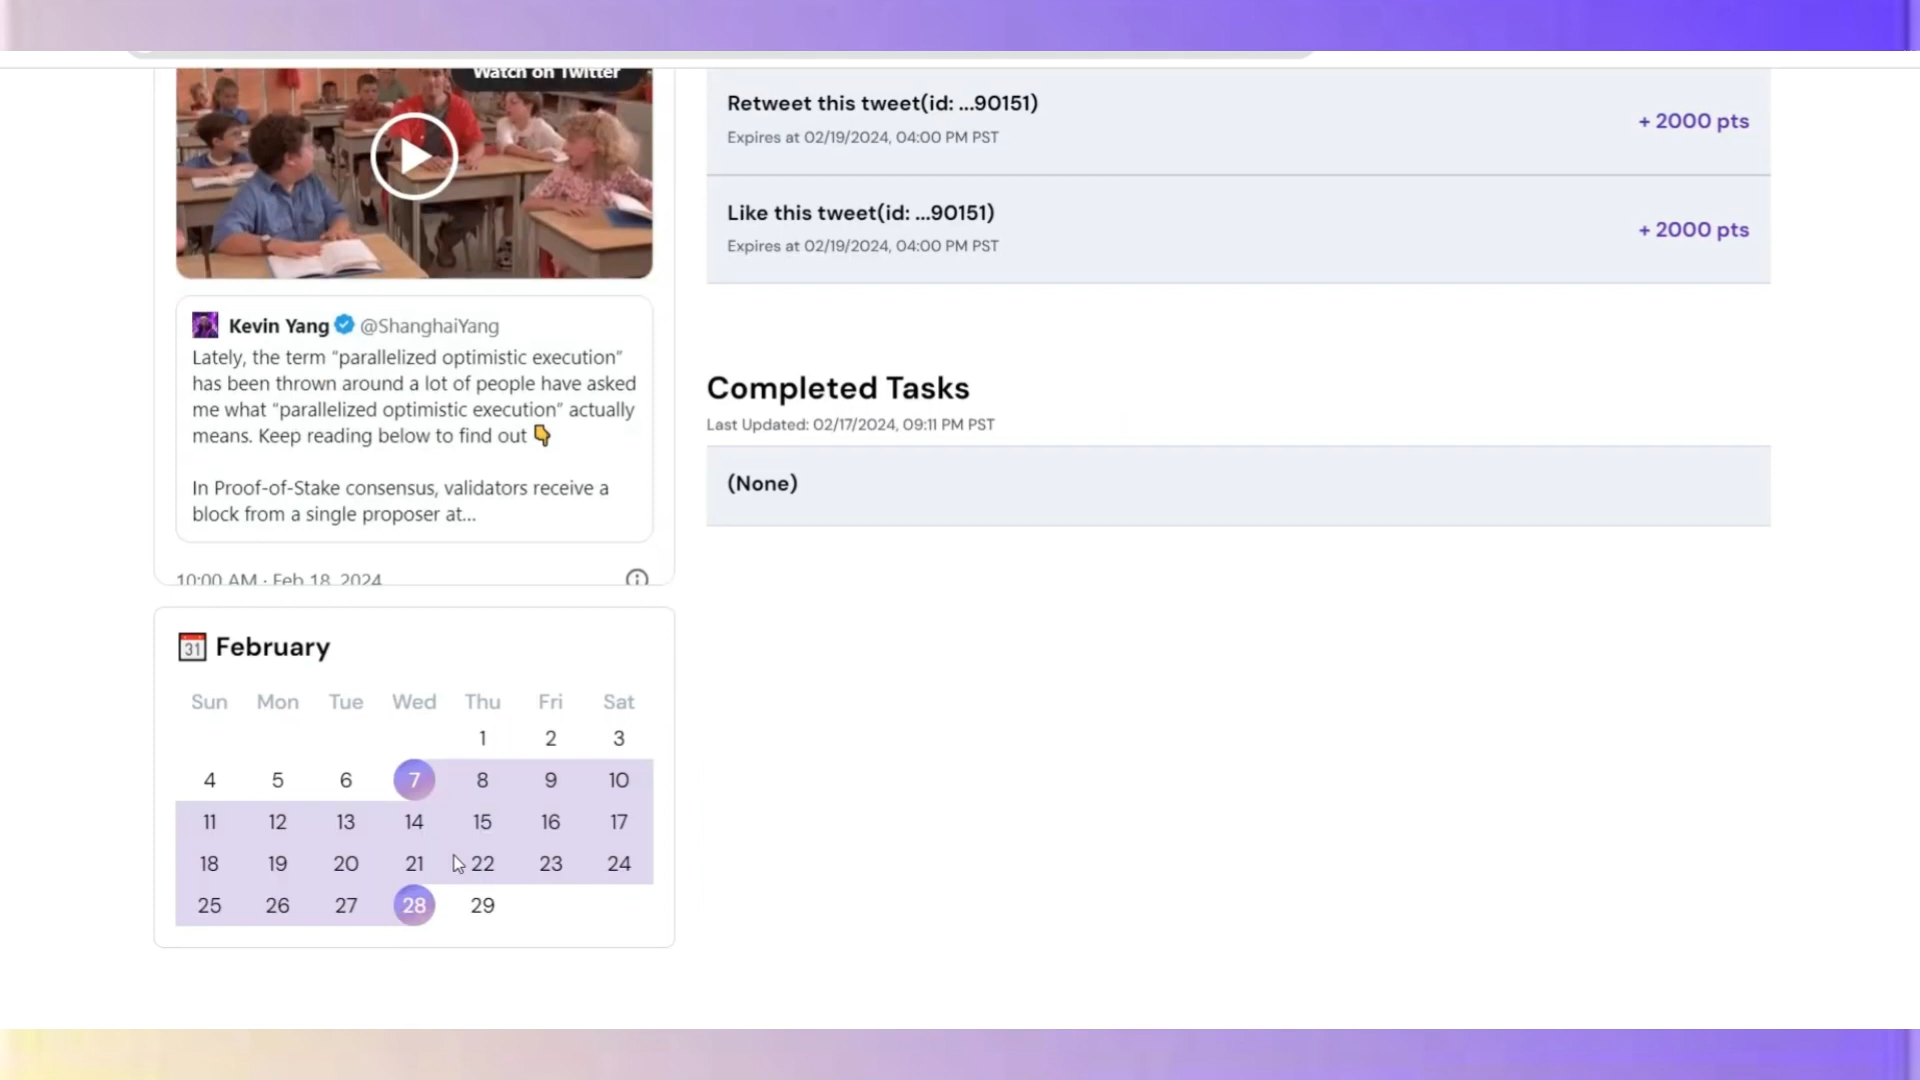 Watch on Twitter
Kevin Yang @ShanghaiYang
Lately, the term “parallelized optimistic execution”
has been thrown around a lot of people have asked
me what “parallelized optimistic execution” actually
means. Keep reading below to find out 👇
In Proof-of-Stake consensus, validators receive a
block from a single proposer at...
10:00 AM · Feb 18, 2024
31 February
Sun Mon Tue Wed Thu Fri Sat
1 2 3
4 5 6 7 8 9 10
11 12 13 14 15 16 17
18 19 20 21 22 23 24
25 26 27 28 29
Retweet this tweet(id: ...90151)
Expires at 02/19/2024, 04:00 PM PST
+ 2000 pts
Like this tweet(id: ...90151)
Expires at 02/19/2024, 04:00 PM PST
+ 2000 pts
Completed Tasks
Last Updated: 02/17/2024, 09:11 PM PST
(None)